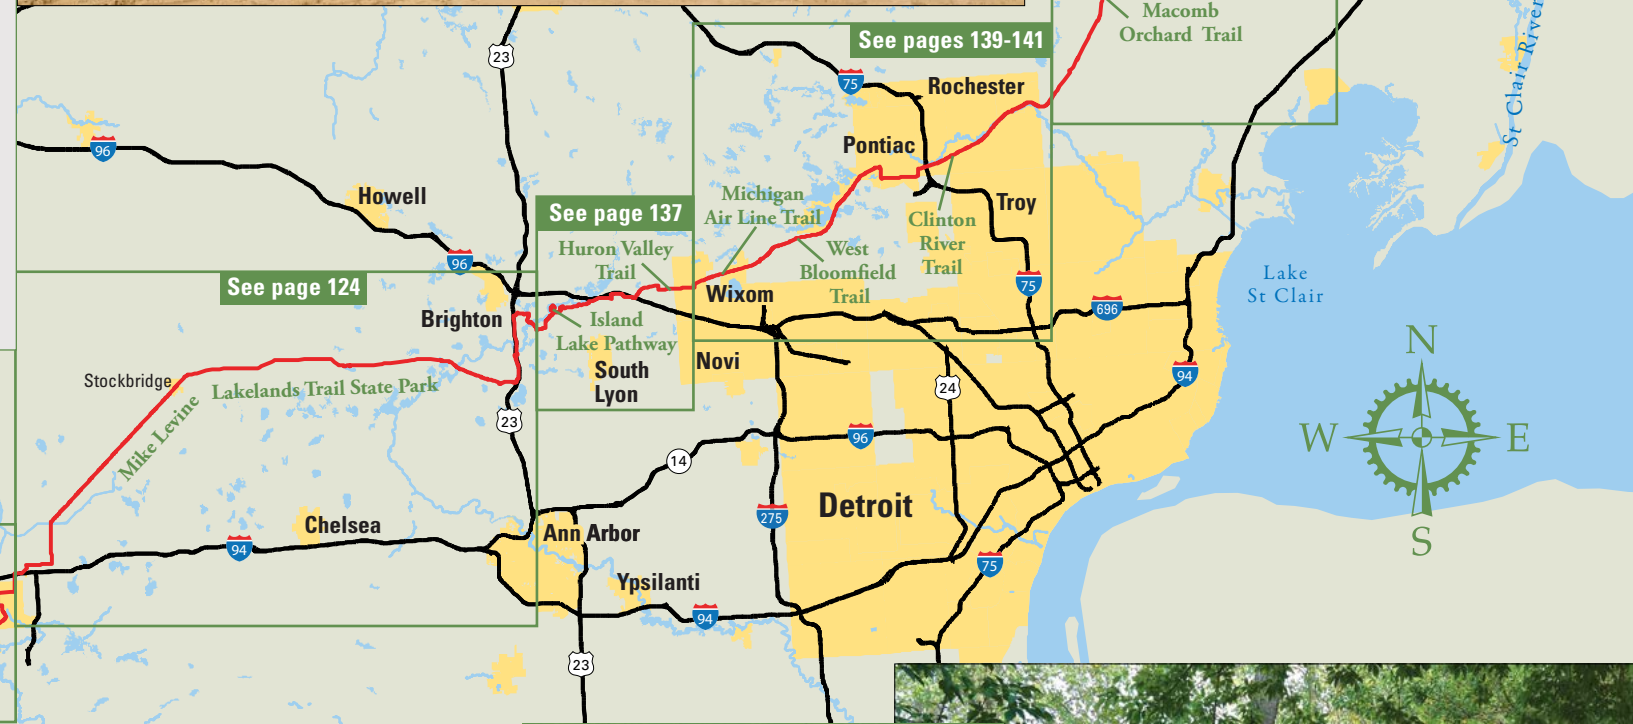 Macomb
Orchard Trail
St Clair River
See pages 139-141
23
75
Rochester
96
Pontiac
Howell
Michigan
Air Line Trail
See page 137
Troy
Clinton
River
Trail
Huron Valley
Trail
West
Bloomfield
Trail
96
See page 124
Lake
St Clair
75
Wixom
696
Brighton
Island
Lake Pathway
Novi
South
Lyon
Stockbridge
Lakelands Trail State Park
Mike Levine
94
24
23
N
W
E
S
96
14
Detroit
275
Chelsea
Ann Arbor
94
75
Ypsilanti
94
23